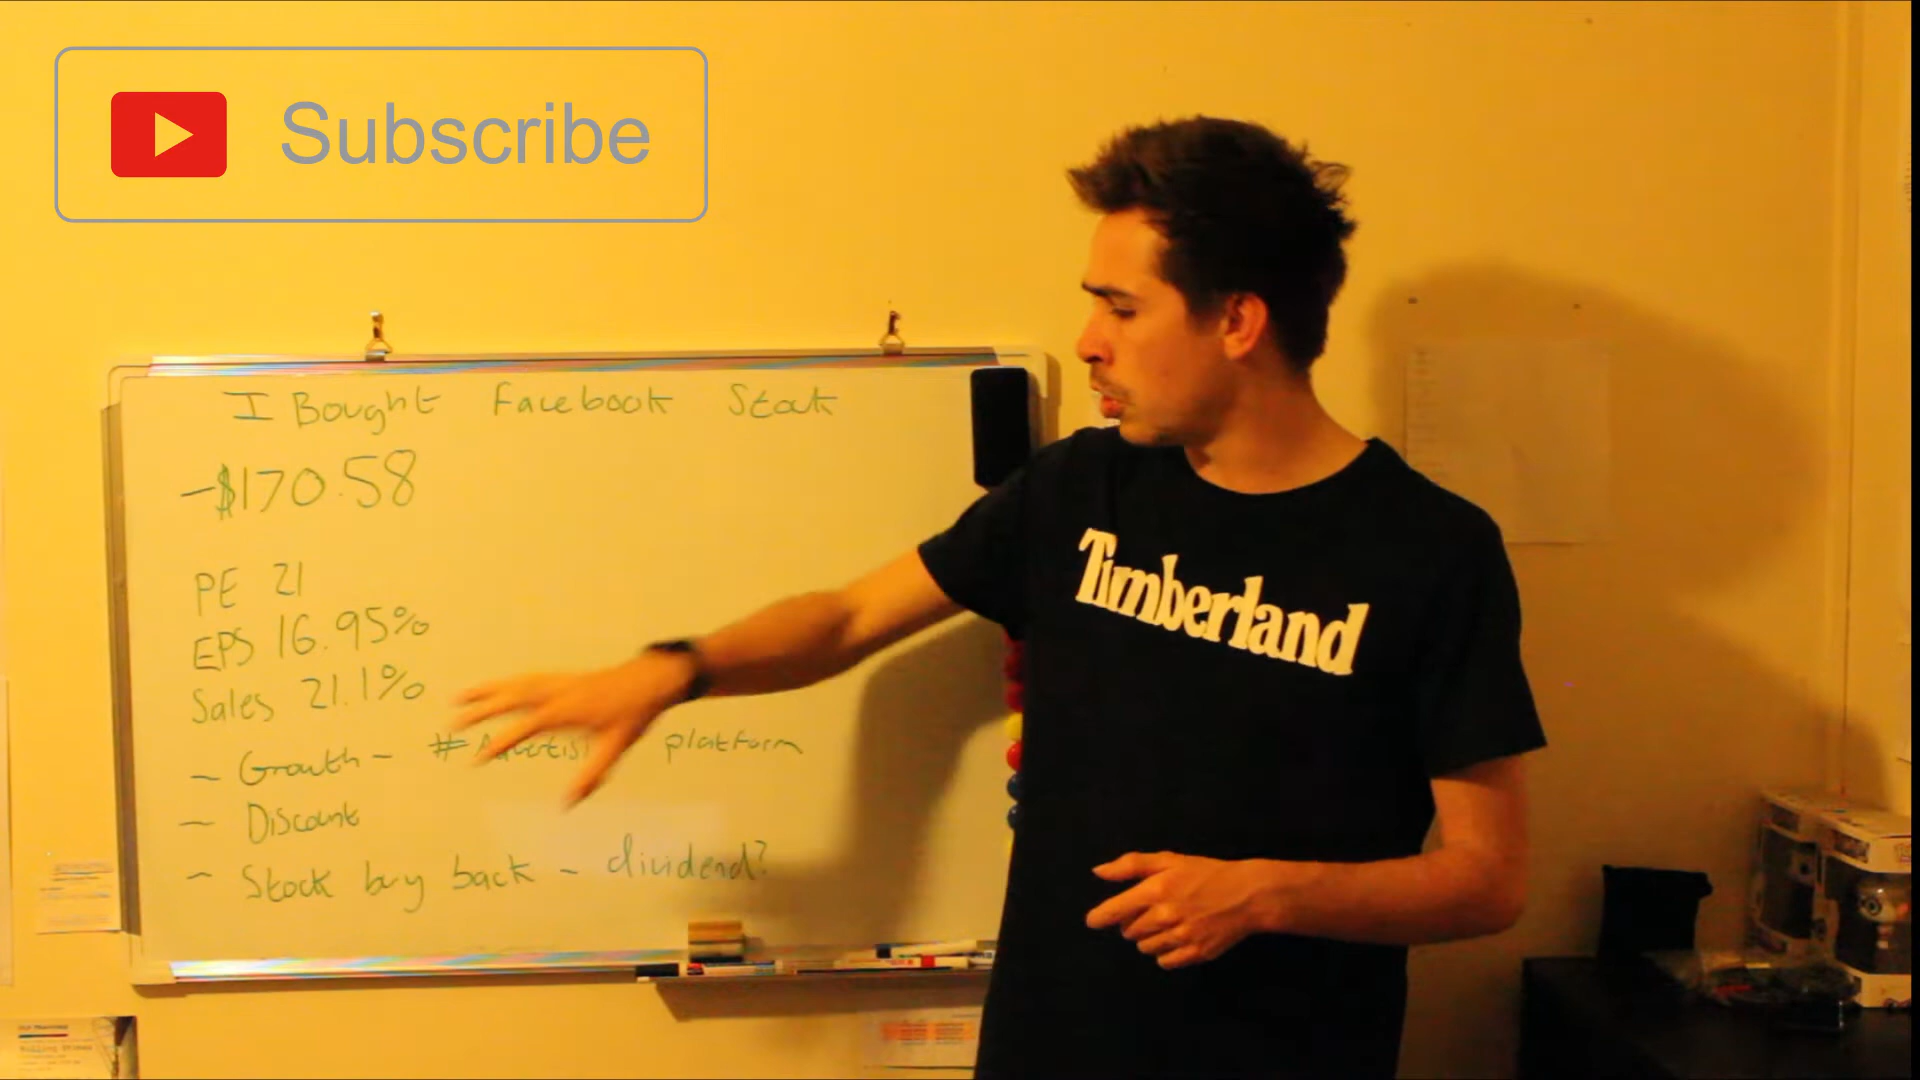 Subscribe
I Bought Facebook Stock
-$170.58
PE 21
EPS 16.95%
Sales 21.1%
- Growth - # platform
- Discount
- Stock buy back - dividend?
Timberland